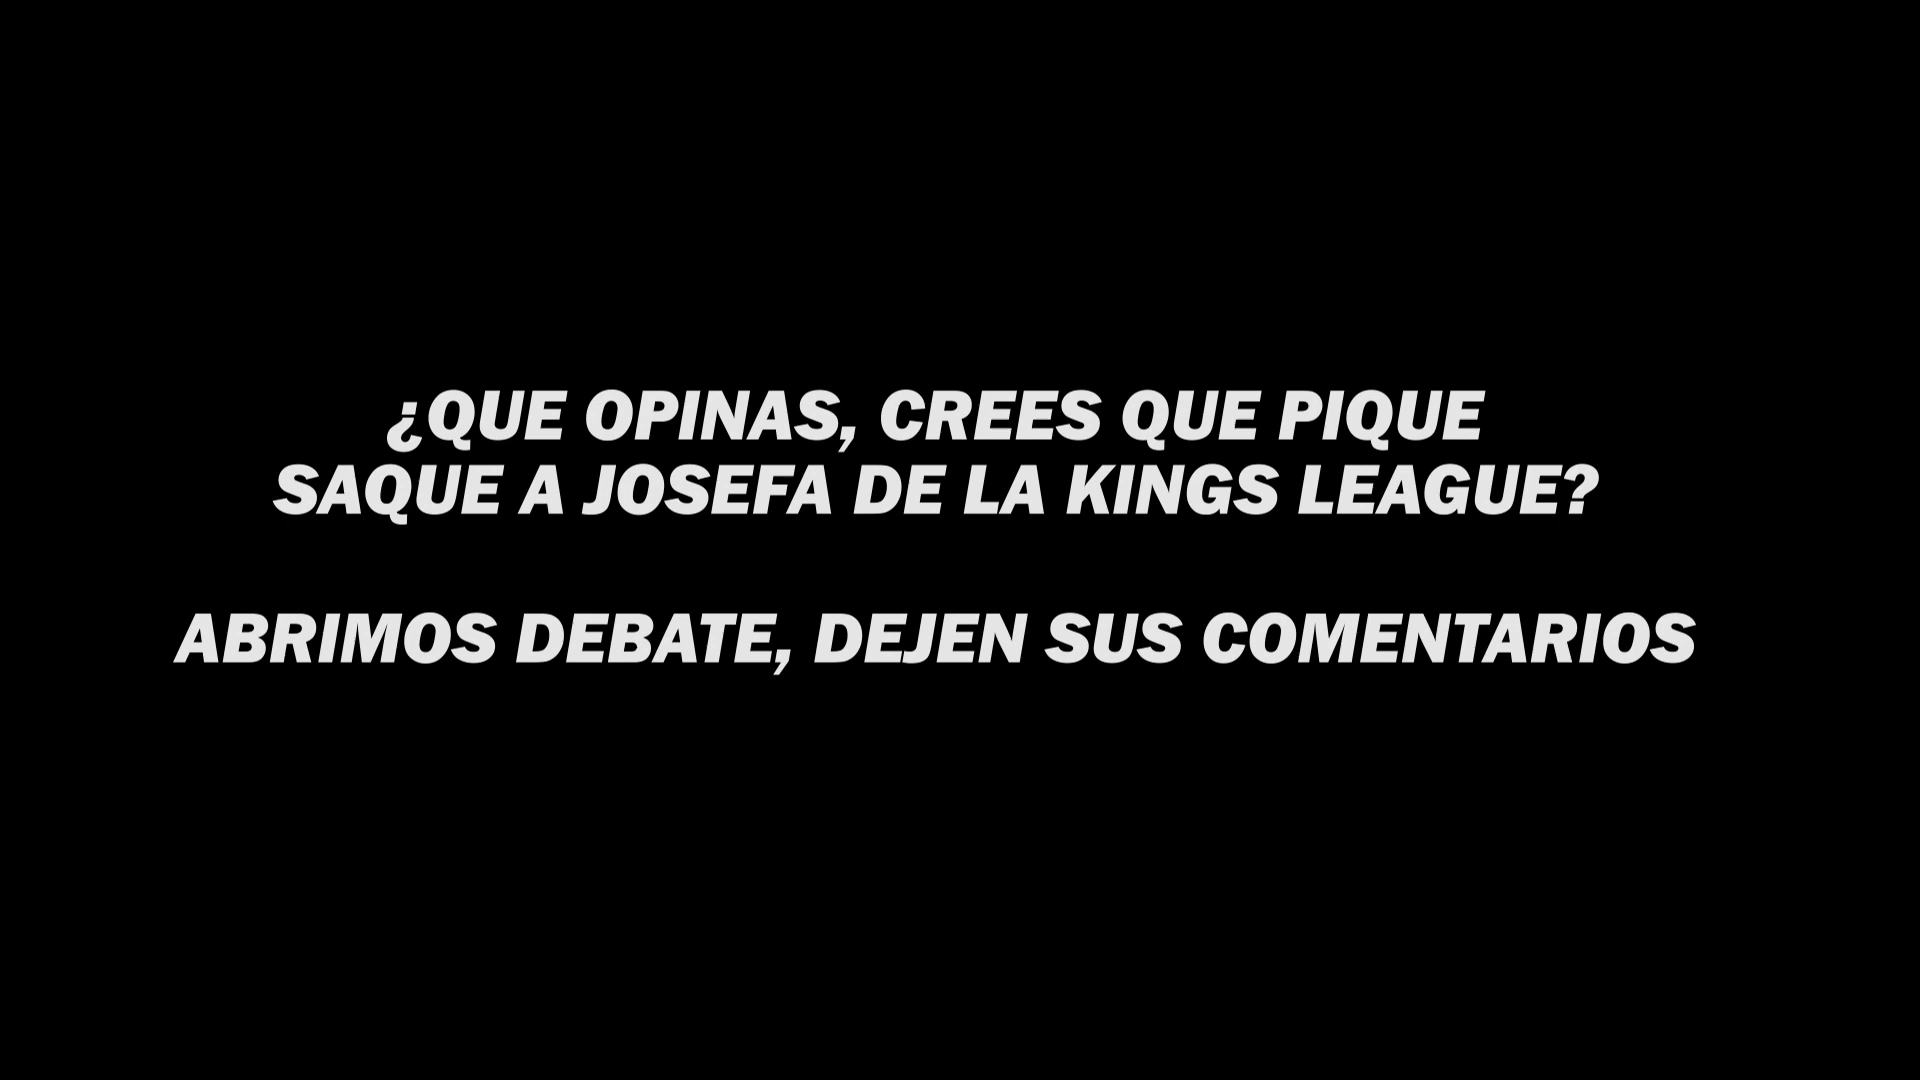 ¿QUE OPINAS, CREES QUE PIQUE
SAQUE A JOSEFA DE LA KINGS LEAGUE?
ABRIMOS DEBATE, DEJEN SUS COMENTARIOS